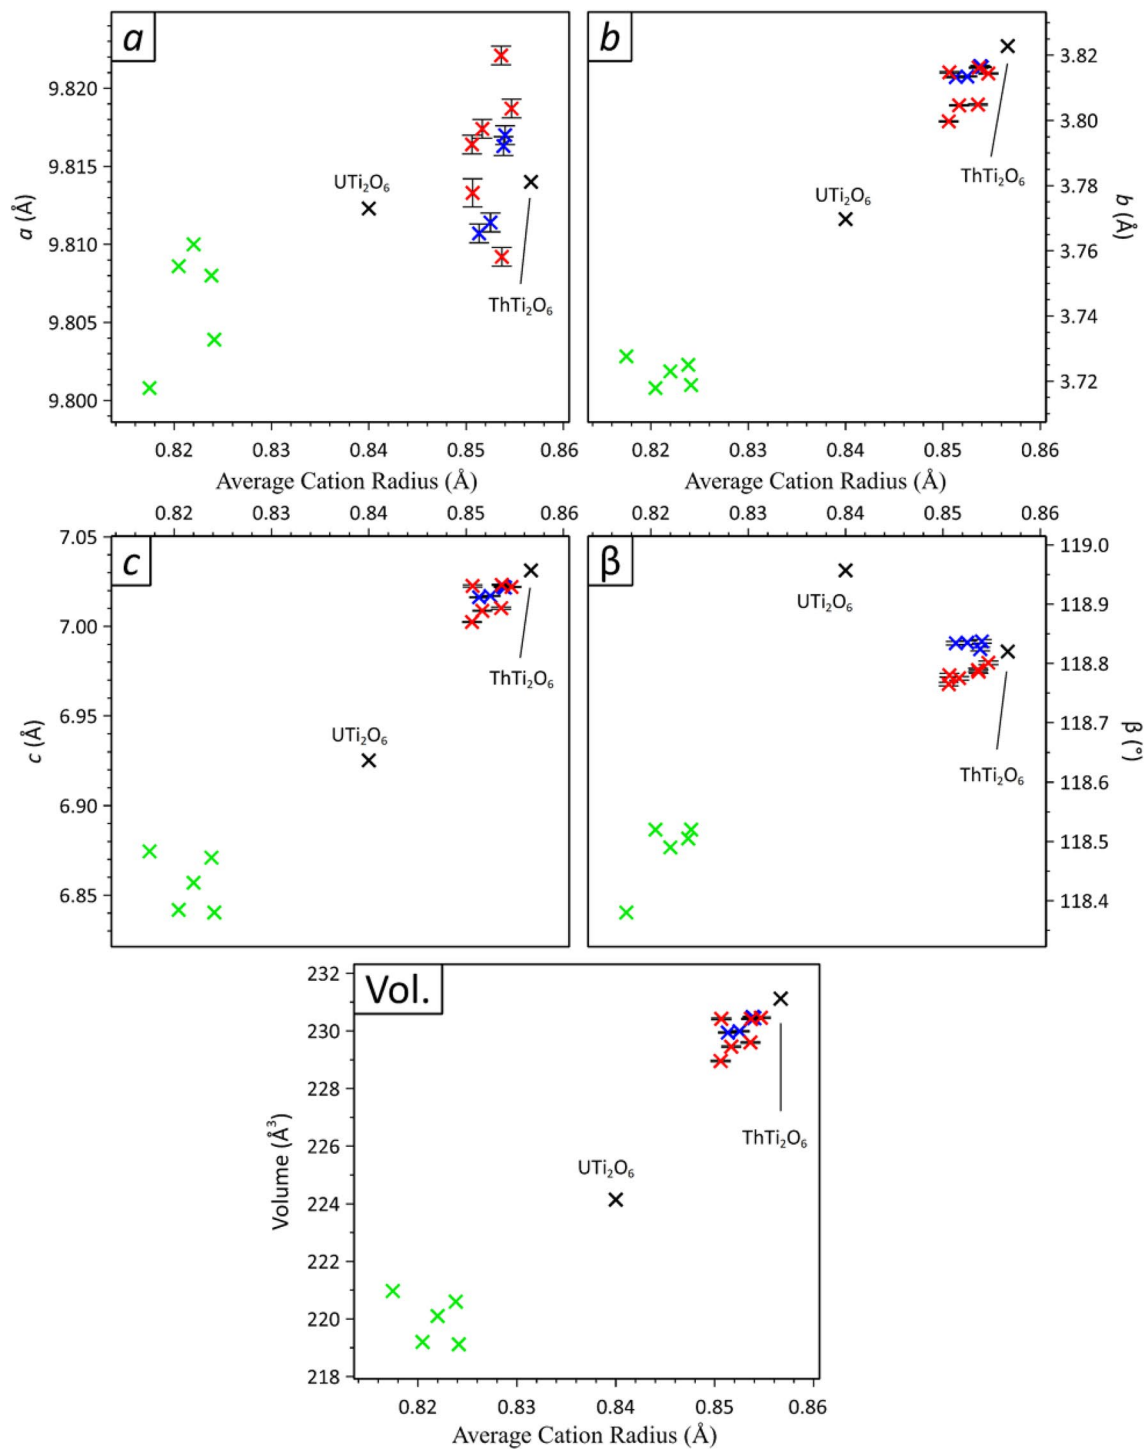 a
9.820
9.815
9.810
9.805
9.800
a (Å)
UTi₂O₆
ThTi₂O₆
0.82 0.83 0.84 0.85 0.86
Average Cation Radius (Å)
b
3.82
3.80
3.78
3.76
3.74
3.72
b (Å)
UTi₂O₆
ThTi₂O₆
0.82 0.83 0.84 0.85 0.86
Average Cation Radius (Å)
0.82 0.83 0.84 0.85 0.86
c
7.05
7.00
6.95
6.90
6.85
c (Å)
ThTi₂O₆
UTi₂O₆
0.82 0.83 0.84 0.85 0.86
β
119.0
118.9
118.8
118.7
118.6
118.5
118.4
β (°)
UTi₂O₆
ThTi₂O₆
Vol.
232
230
228
226
224
222
220
218
Volume (Å³)
ThTi₂O₆
UTi₂O₆
0.82 0.83 0.84 0.85 0.86
Average Cation Radius (Å)